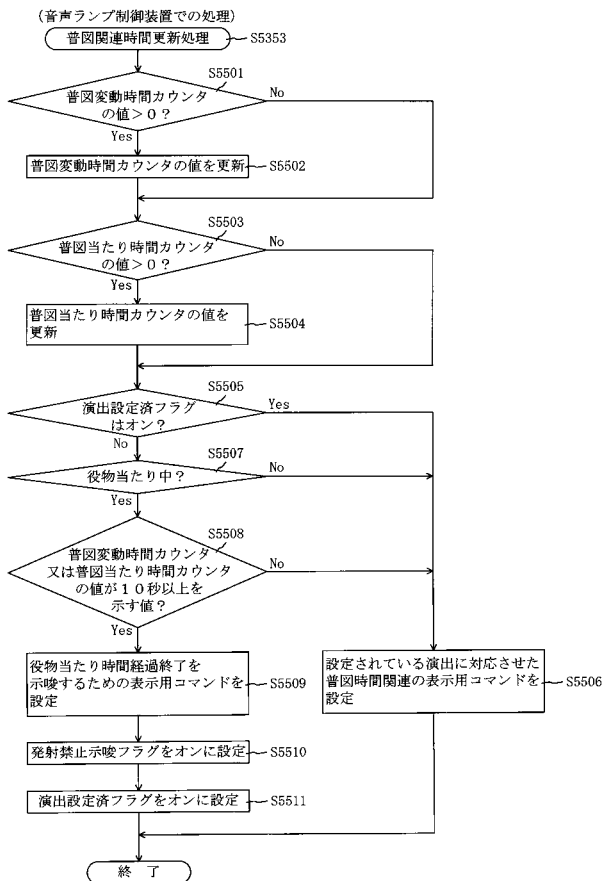 (音声ランプ制御装置での処理)
普図関連時間更新処理
S5353
S5501
普図変動時間カウンタ
の値>0?
No
Yes
普図変動時間カウンタの値を更新
S5502
S5503
普図当たり時間カウンタ
の値>0?
No
Yes
普図当たり時間カウンタの値を
更新
S5504
S5505
演出設定済フラグ
はオン?
Yes
No
S5507
役物当たり中?
No
Yes
S5508
普図変動時間カウンタ
又は普図当たり時間カウンタ
の値が10秒以上を
示す値?
No
Yes
役物当たり時間経過終了を
示唆するための表示用コマンドを
設定
S5509
設定されている演出に対応させた
普図時間関連の表示用コマンドを
設定
S5506
発射禁止示唆フラグをオンに設定
S5510
演出設定済フラグをオンに設定
S5511
終 了